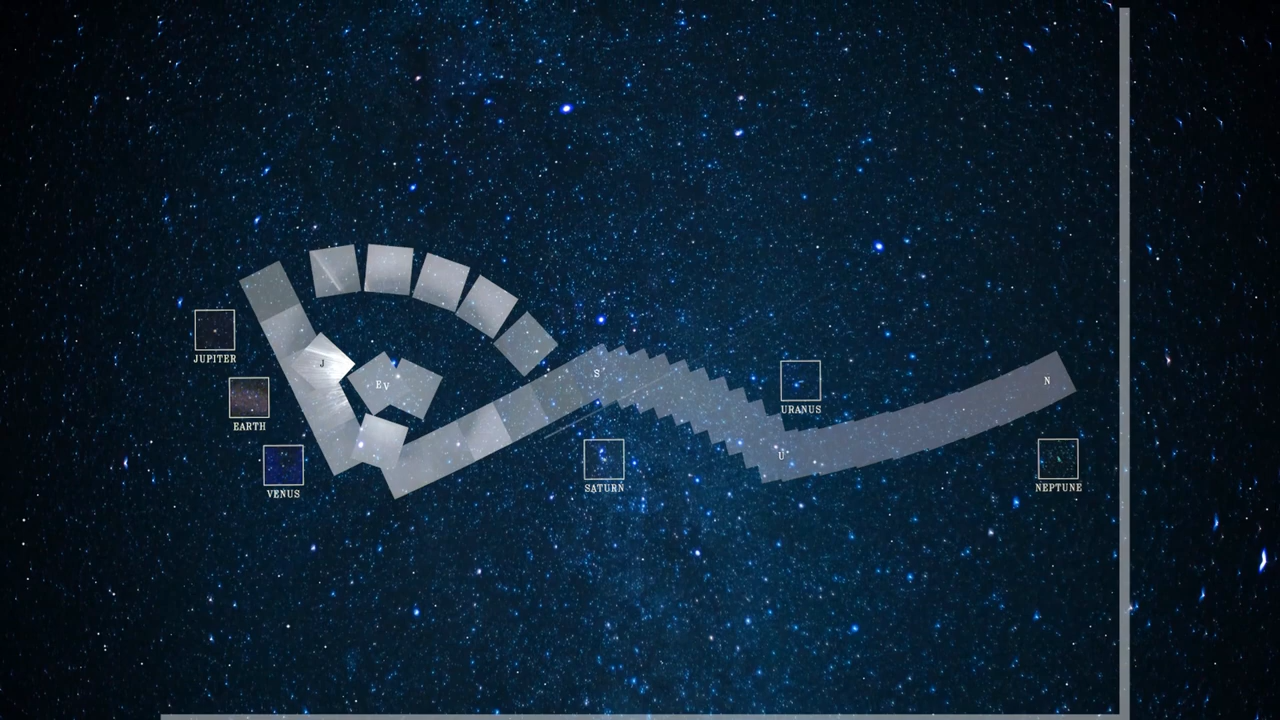 J
JUPITER
E V
S
URANUS
N
EARTH
U
VENUS
SATURN
NEPTUNE